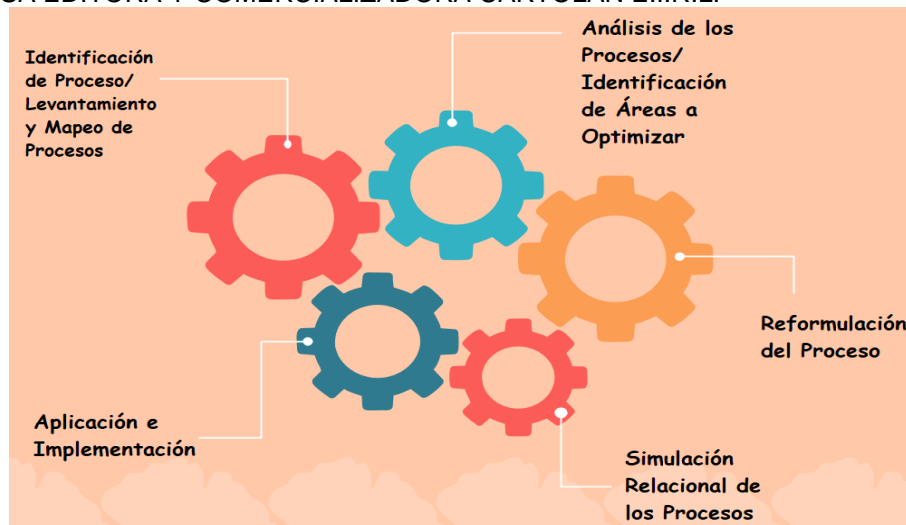 Identificación
de Proceso/
Levantamiento
y Mapeo de
Procesos
Análisis de los
Procesos/
Identificación
de Áreas a
Optimizar
Reformulación
del Proceso
Aplicación e
Implementación
Simulación
Relacional de
los Procesos